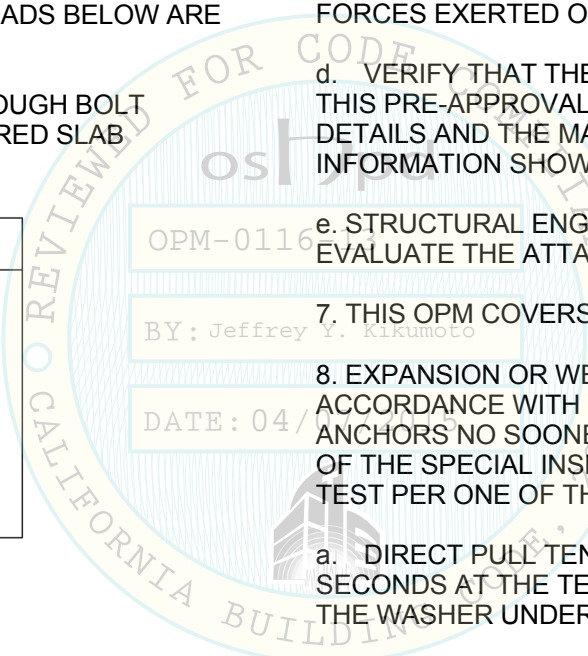 ADS BELOW ARE
OUGH BOLT
RED SLAB
FORCES EXERTED O
d. VERIFY THAT THE
THIS PRE-APPROVAL
DETAILS AND THE MA
INFORMATION SHOW
e. STRUCTURAL ENG
EVALUATE THE ATTA
7. THIS OPM COVERS
8. EXPANSION OR WE
ACCORDANCE WITH
ANCHORS NO SOONE
OF THE SPECIAL INS
TEST PER ONE OF TH
a. DIRECT PULL TEN
SECONDS AT THE TE
THE WASHER UNDER
REVIEWED FOR CODE
oshpd
OPM-0116-13
BY: Jeffrey Y. Kikumoto
DATE: 04/07/2015
CALIFORNIA BUILDING CODE,